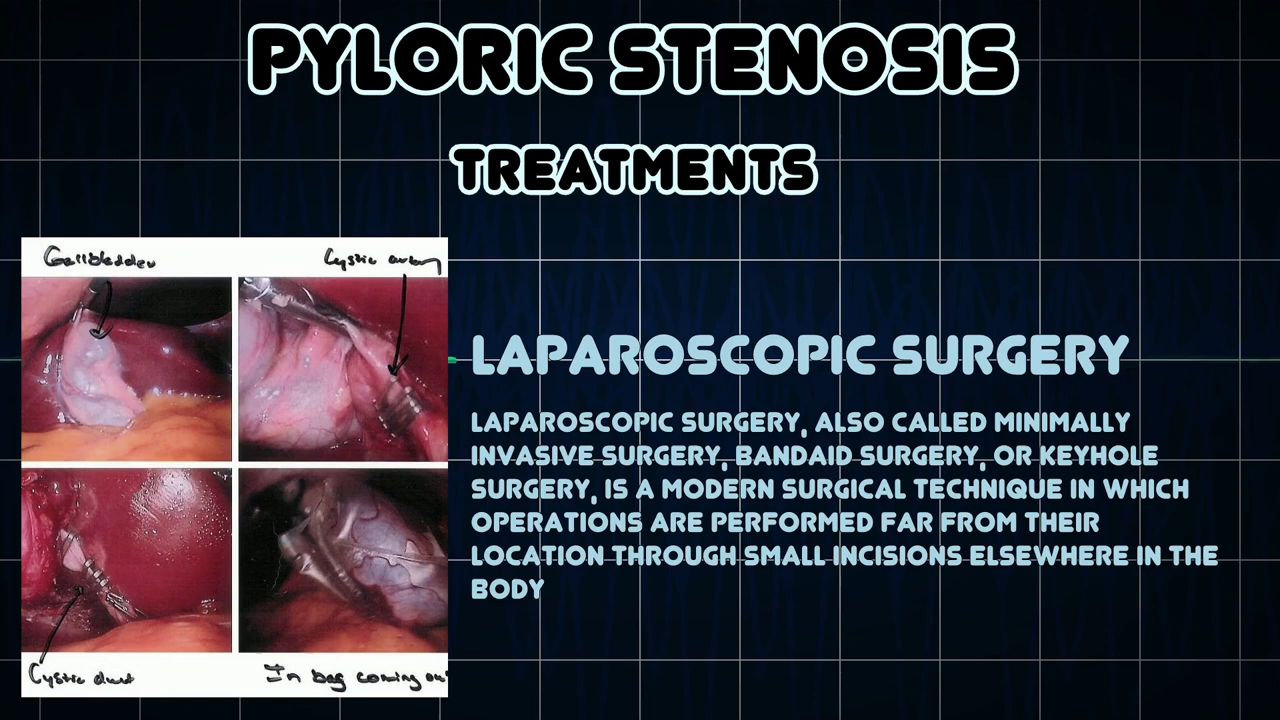 PYLORIC STENOSIS
TREATMENTS
Gallbladder
Cystic artery
Cystic duct
In bag coming out
LAPAROSCOPIC SURGERY
LAPAROSCOPIC SURGERY, ALSO CALLED MINIMALLY
INVASIVE SURGERY, BANDAID SURGERY, OR KEYHOLE
SURGERY, IS A MODERN SURGICAL TECHNIQUE IN WHICH
OPERATIONS ARE PERFORMED FAR FROM THEIR
LOCATION THROUGH SMALL INCISIONS ELSEWHERE IN THE
BODY